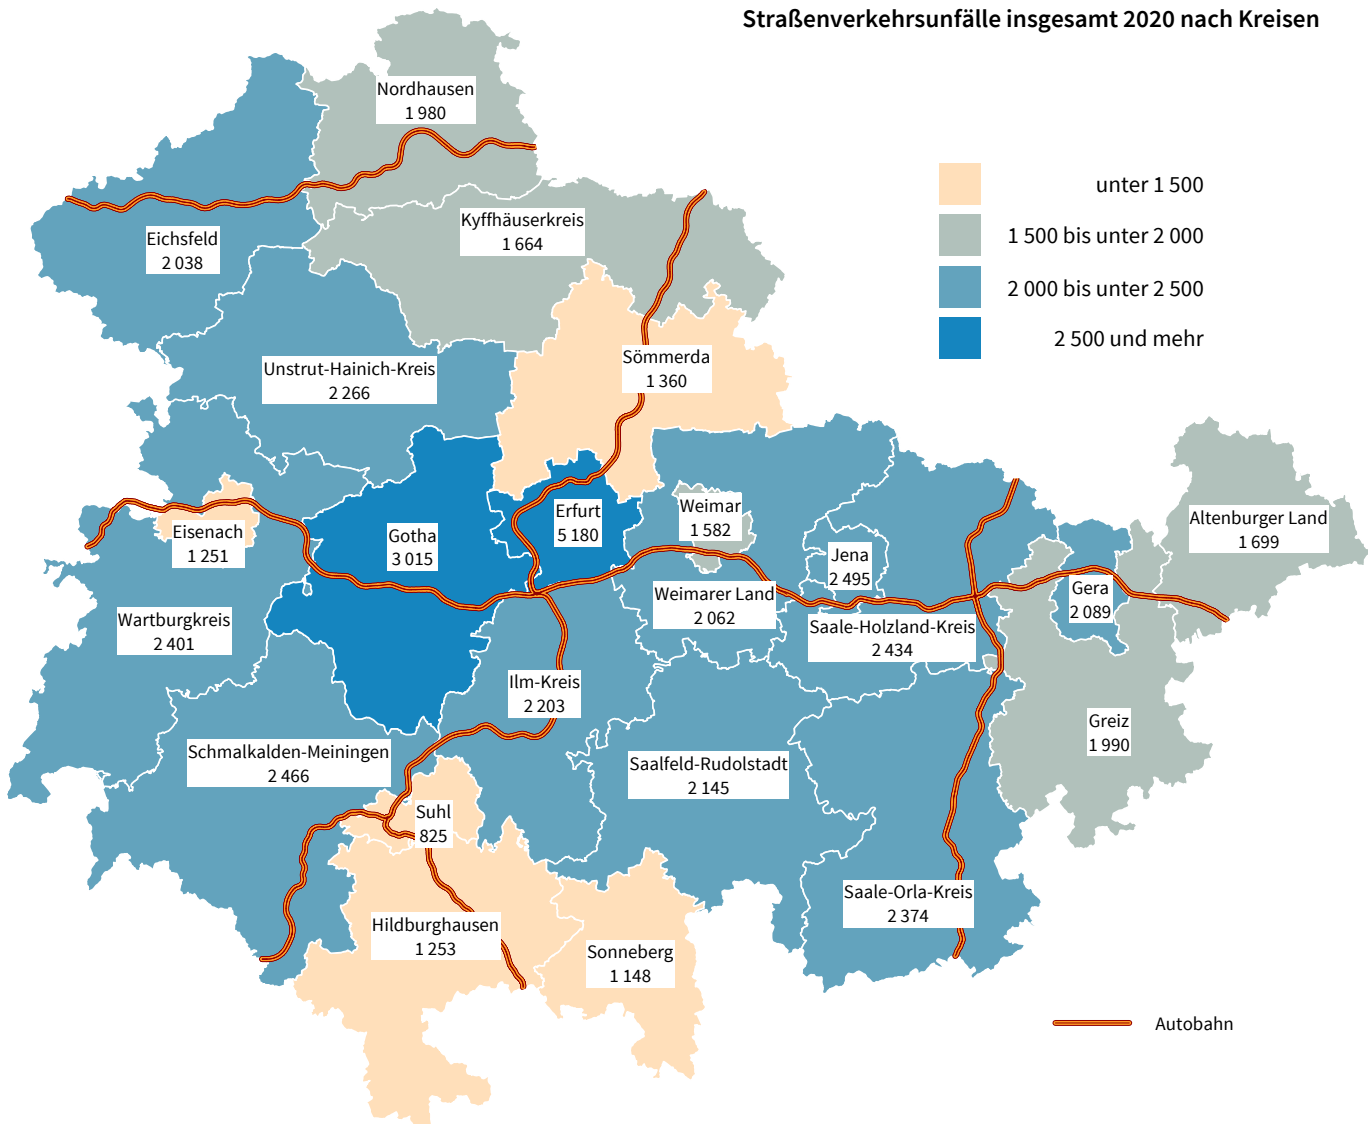 Straßenverkehrsunfälle insgesamt 2020 nach Kreisen
Nordhausen
1 980
unter 1 500
1 500 bis unter 2 000
2 000 bis unter 2 500
2 500 und mehr
Kyffhäuserkreis
1 664
Eichsfeld
2 038
Unstrut-Hainich-Kreis
2 266
Sömmerda
1 360
Eisenach
1 251
Gotha
3 015
Erfurt
5 180
Weimar
1 582
Altenburger Land
1 699
Jena
2 495
Gera
2 089
Weimarer Land
2 062
Wartburgkreis
2 401
Saale-Holzland-Kreis
2 434
Ilm-Kreis
2 203
Greiz
1 990
Schmalkalden-Meiningen
2 466
Saalfeld-Rudolstadt
2 145
Suhl
825
Saale-Orla-Kreis
2 374
Hildburghausen
1 253
Sonneberg
1 148
Autobahn